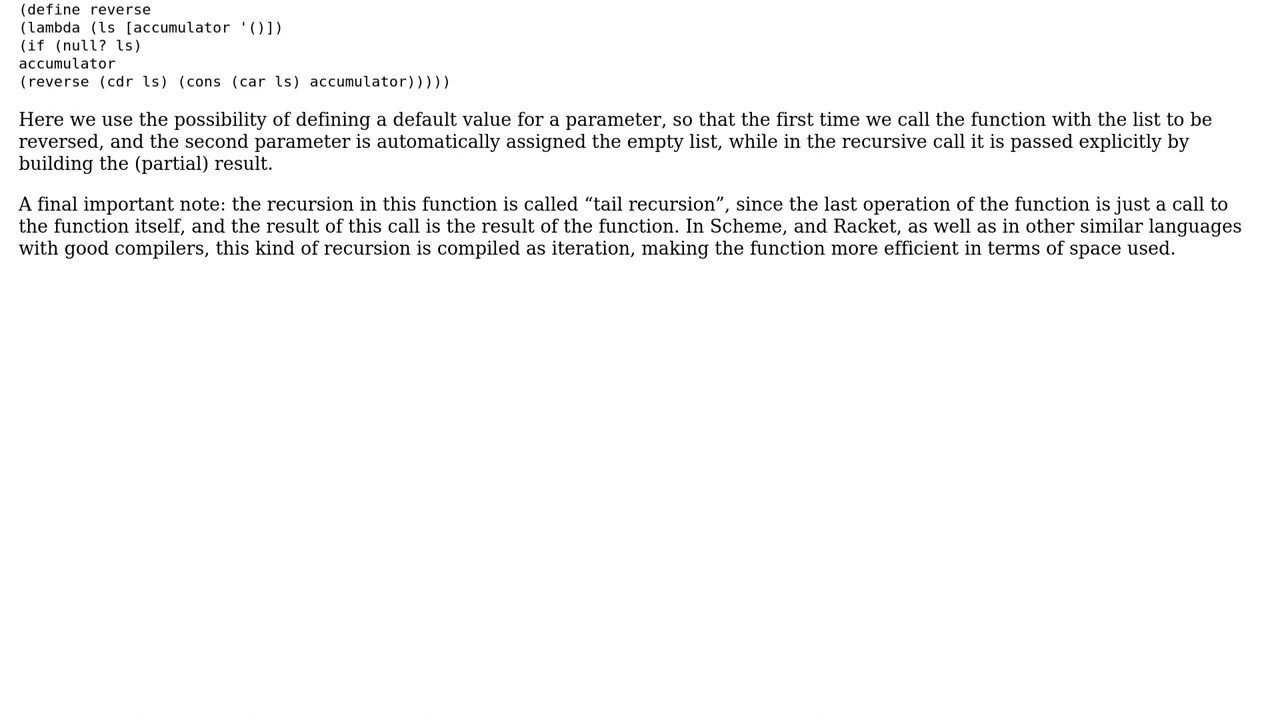 (define reverse
(lambda (ls [accumulator '()])
(if (null? ls)
accumulator
(reverse (cdr ls) (cons (car ls) accumulator)))))
Here we use the possibility of defining a default value for a parameter, so that the first time we call the function with the list to be
reversed, and the second parameter is automatically assigned the empty list, while in the recursive call it is passed explicitly by
building the (partial) result.
A final important note: the recursion in this function is called “tail recursion”, since the last operation of the function is just a call to
the function itself, and the result of this call is the result of the function. In Scheme, and Racket, as well as in other similar languages
with good compilers, this kind of recursion is compiled as iteration, making the function more efficient in terms of space used.